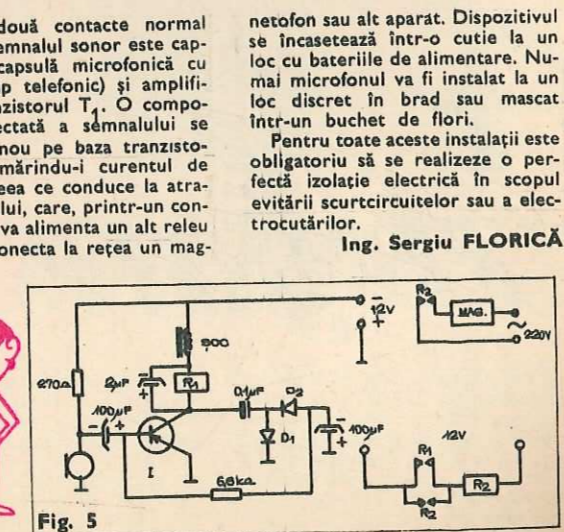 două contacte normal
emnalul sonor este cap-
capsulă microfonică cu
p telefonic) și amplifi-
nzistorul T1. O compo-
ectată a semnalului se
nou pe baza tranzisto-
mărindu-i curentul de
eea ce conduce la atra-
lui, care, printr-un con-
va alimenta un alt releu
onecta la rețea un mag-
netofon sau alt aparat. Dispozitivul
se încasetează într-o cutie la un
loc cu bateriile de alimentare. Nu-
mai microfonul va fi instalat la un
loc discret în brad sau mascat
într-un buchet de flori.
Pentru toate aceste instalații este
obligatoriu să se realizeze o per-
fectă izolație electrică în scopul
evitării scurtcircuitelor sau a elec-
trocutărilor.
Ing. Sergiu FLORICĂ
270Ω
100µF
2µF
900
R1
I
0,1µF
D1
D2
100µF
6,8kΩ
12V
R2
MAG.
220V
12V
R1
R2
R2
Fig. 5